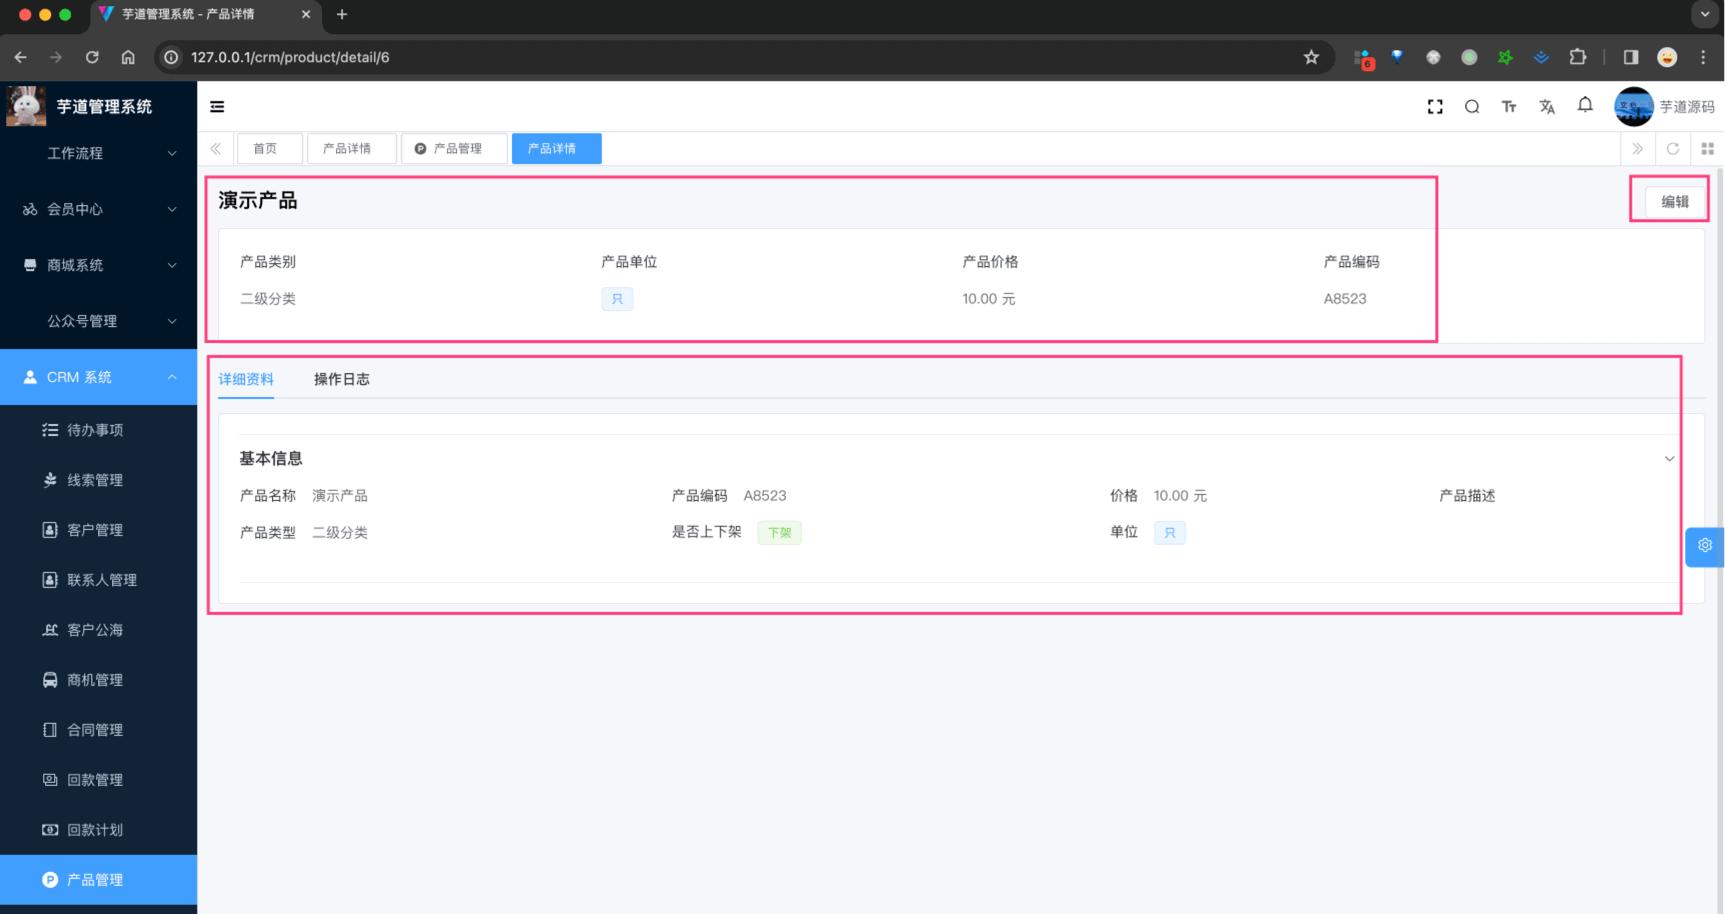 芋道管理系统 - 产品详情
127.0.0.1/crm/product/detail/6
6
芋道管理系统
芋道源码
首页
产品详情
产品管理
产品详情
工作流程
会员中心
商城系统
公众号管理
CRM 系统
待办事项
线索管理
客户管理
联系人管理
客户公海
商机管理
合同管理
回款管理
回款计划
产品管理
演示产品
编辑
产品类别 产品单位 产品价格 产品编码
二级分类 只 10.00 元 A8523
详细资料 操作日志
基本信息
产品名称 演示产品 产品编码 A8523 价格 10.00 元 产品描述
产品类型 二级分类 是否上下架 下架 单位 只